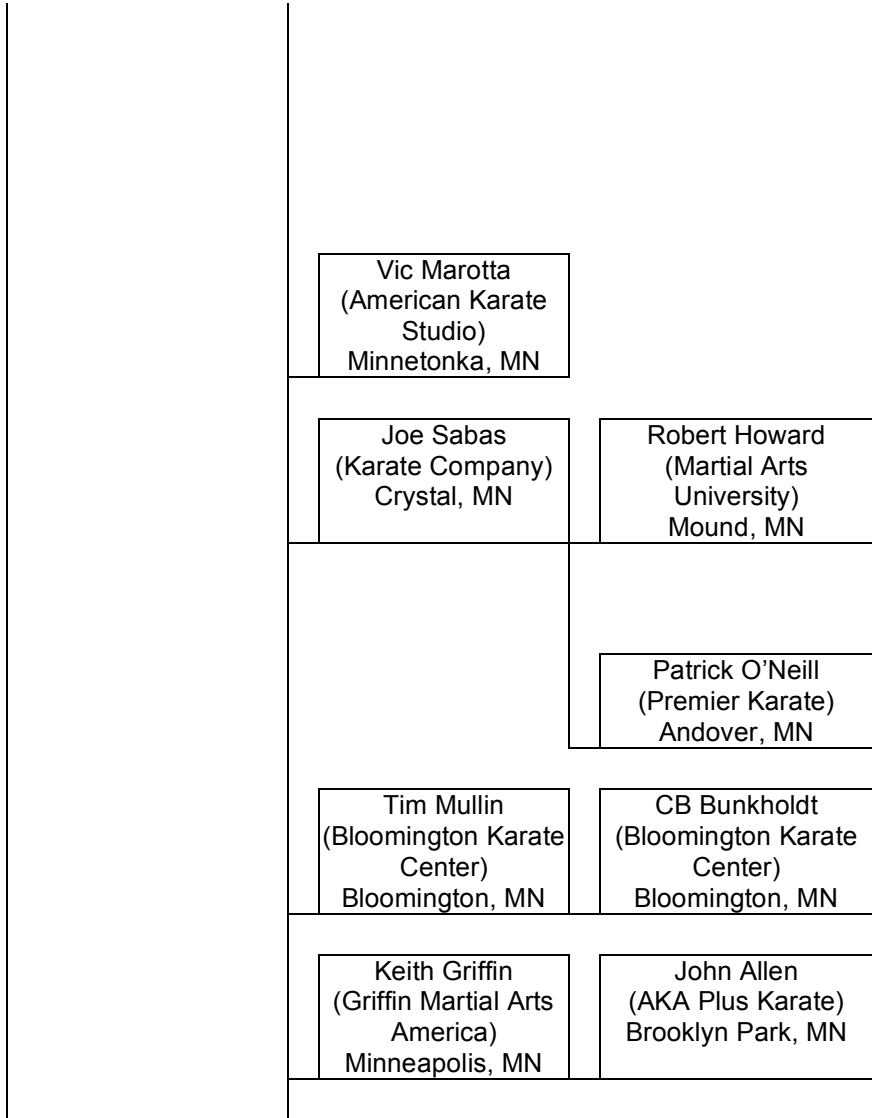 Vic Marotta
(American Karate
Studio)
Minnetonka, MN
Joe Sabas
(Karate Company)
Crystal, MN
Robert Howard
(Martial Arts
University)
Mound, MN
Patrick O’Neill
(Premier Karate)
Andover, MN
Tim Mullin
(Bloomington Karate
Center)
Bloomington, MN
CB Bunkholdt
(Bloomington Karate
Center)
Bloomington, MN
Keith Griffin
(Griffin Martial Arts
America)
Minneapolis, MN
John Allen
(AKA Plus Karate)
Brooklyn Park, MN